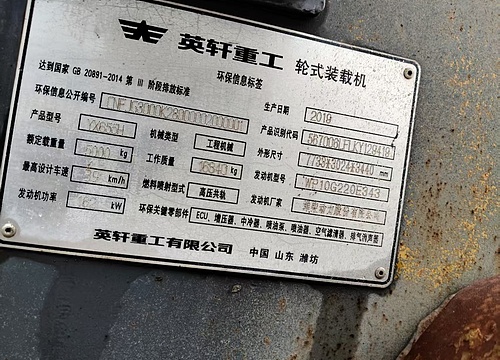 英轩重工 轮式装载机
达到国家 GB 20891-2014 第 III 阶段排放标准 环保信息标签
环保信息公开编号
生产日期 2019
产品型号 机械类型 工程机械 产品识别代码
额定载重量 5000 kg 工作质量 kg 外形尺寸 7733X3024X3440 mm
最高设计车速 km/h 燃料喷射型式 高压共轨 发动机型号 WP10G220E343
发动机功率 kW 环保关键零部件 ECU、增压器、中冷器、喷油泵、喷油器、空气滤清器、排气消声器 发动机厂家
英轩重工有限公司 中国 山东 潍坊